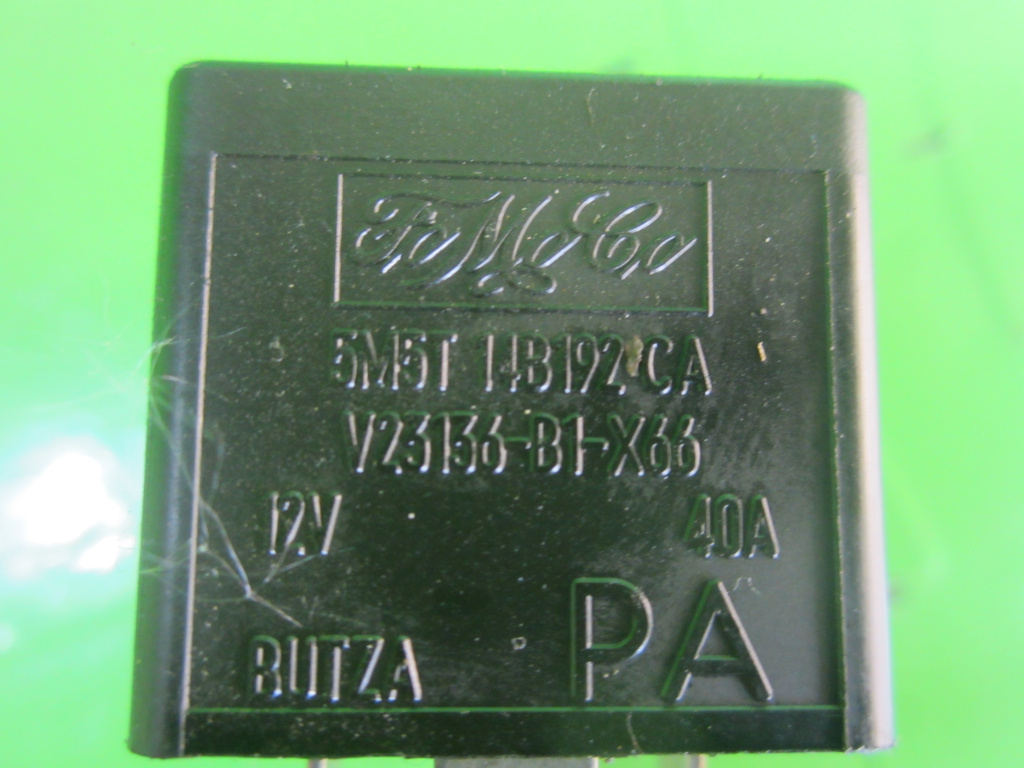 FoMoCo
5M5T 14B192 CA
V23136-B1-X66
12V 40A
BUTZA PA